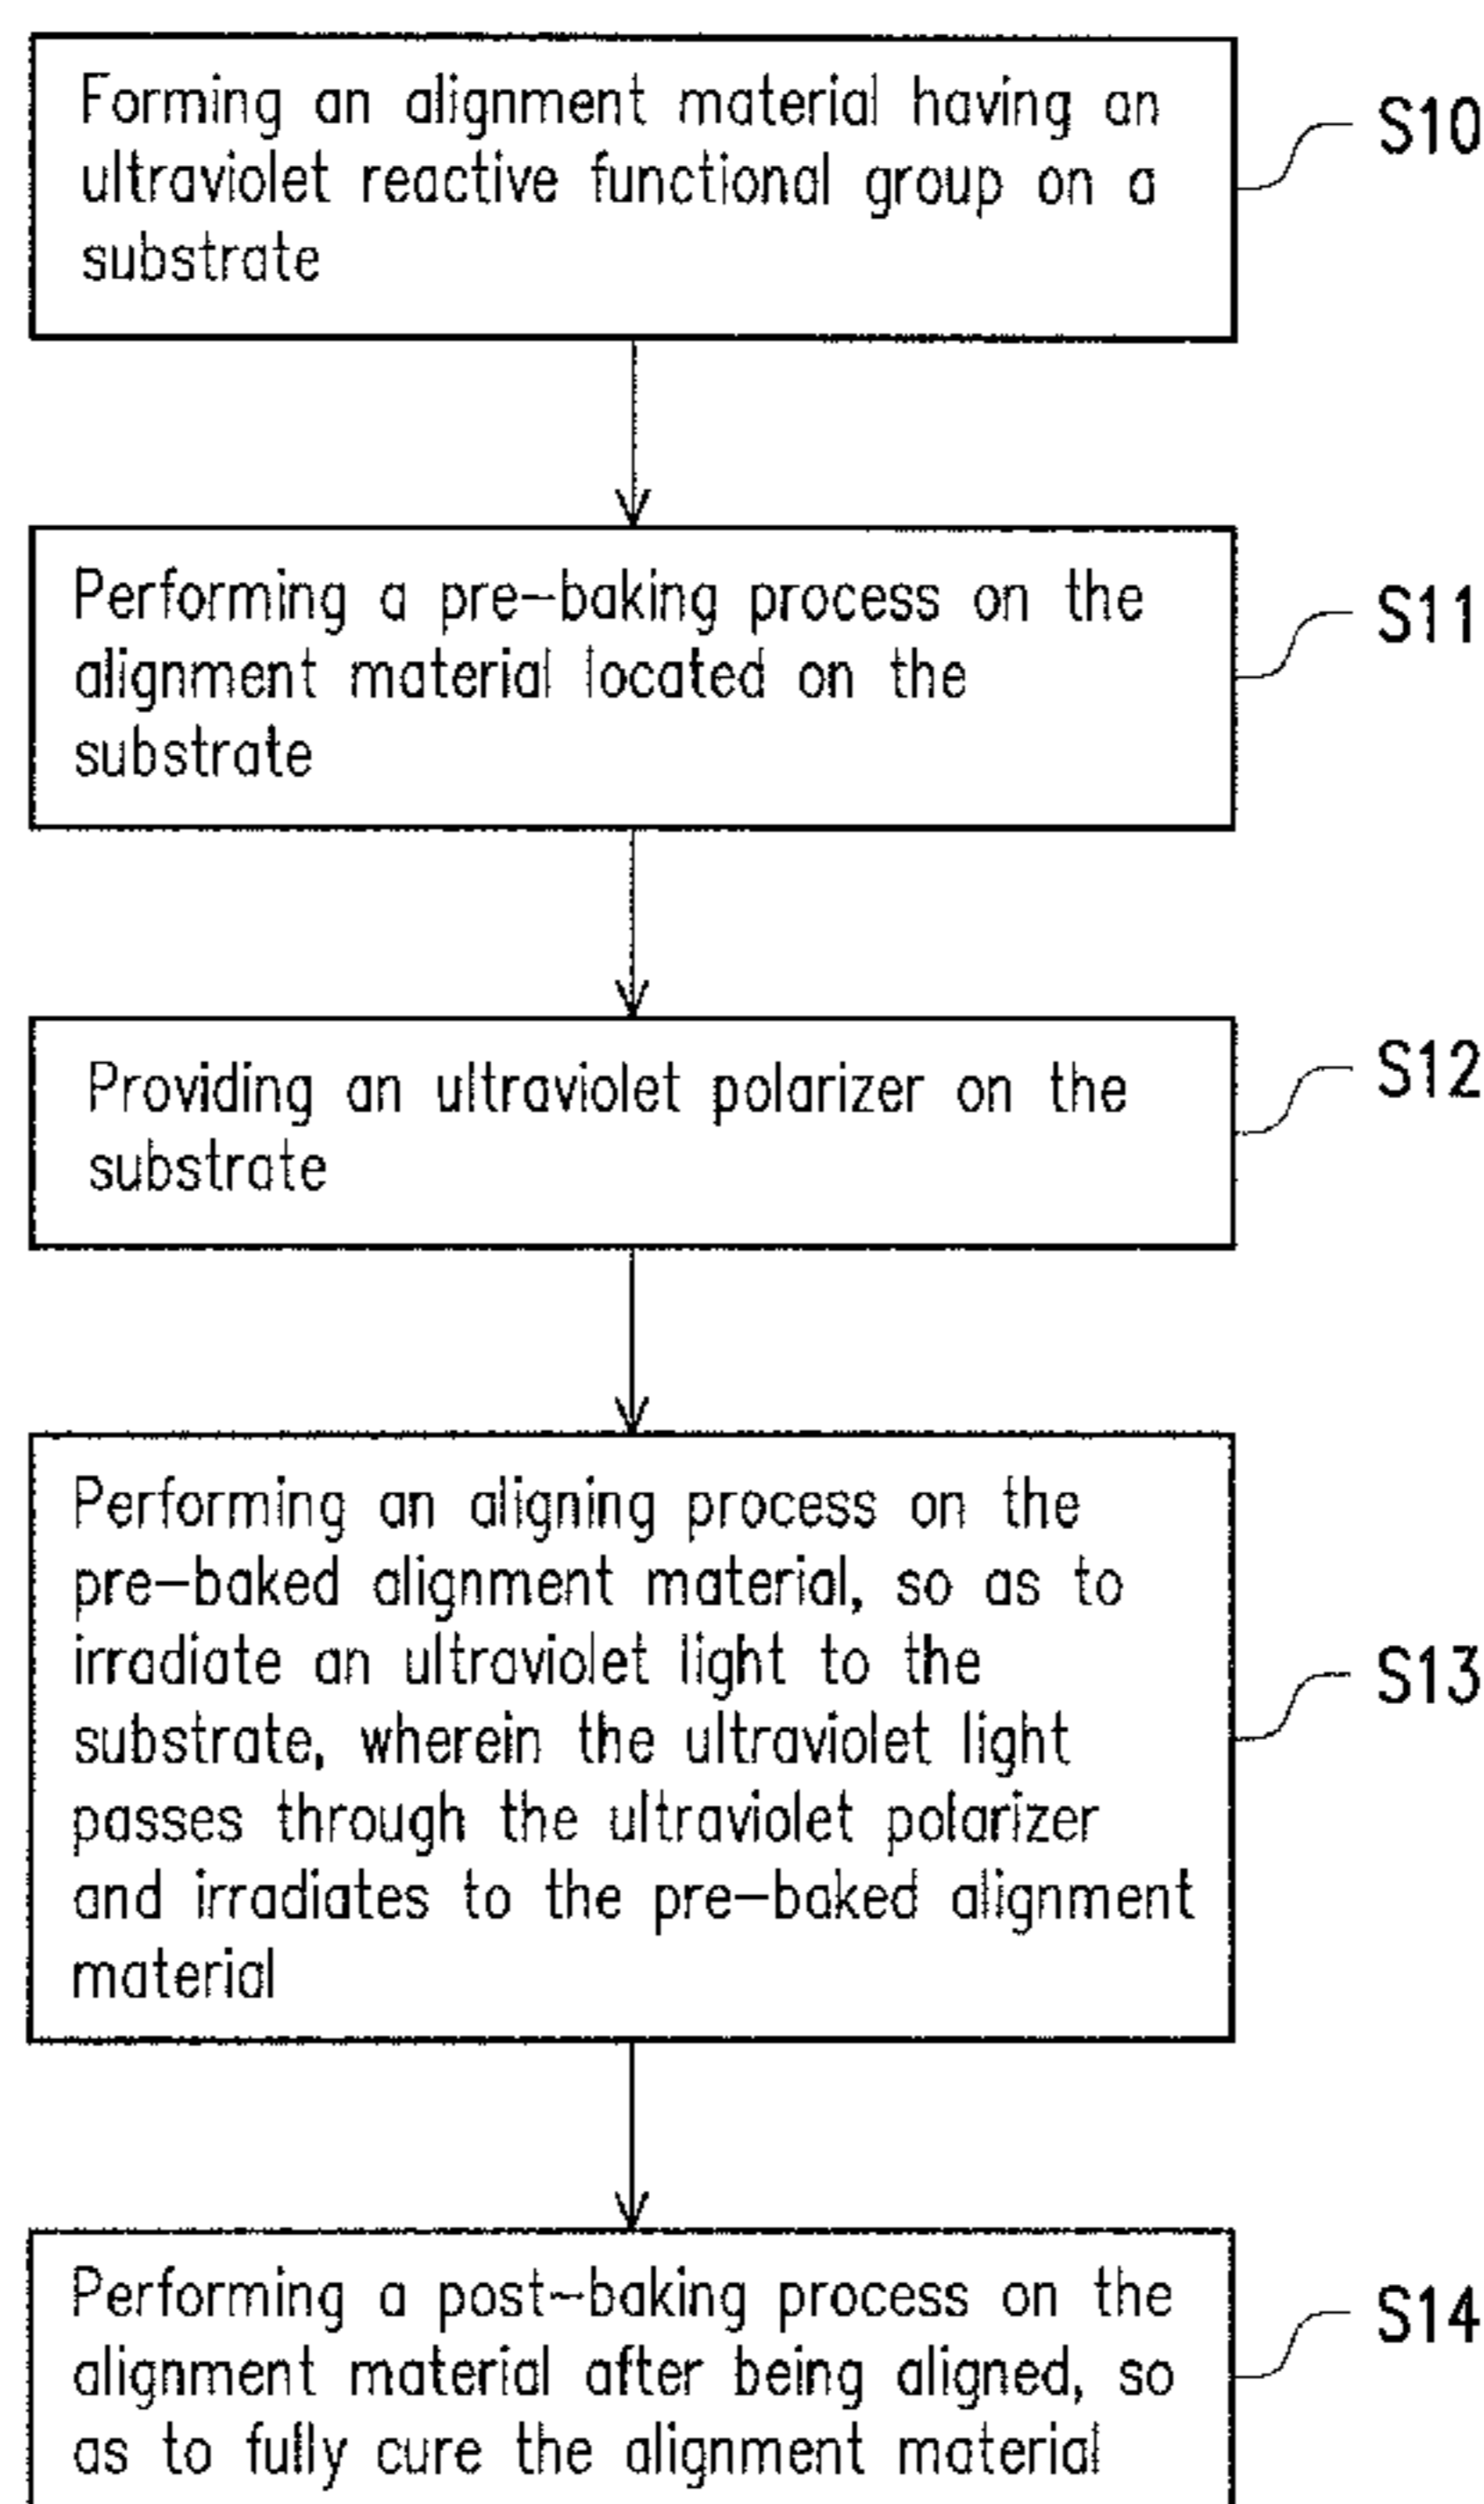 Forming an alignment material having an
ultraviolet reactive functional group on a
substrate
S10
Performing a pre-baking process on the
alignment material located on the
substrate
S11
Providing an ultraviolet polarizer on the
substrate
S12
Performing an aligning process on the
pre-baked alignment material, so as to
irradiate an ultraviolet light to the
substrate, wherein the ultraviolet light
passes through the ultraviolet polarizer
and irradiates to the pre-baked alignment
material
S13
Performing a post-baking process on the
alignment material after being aligned, so
as to fully cure the alignment material
S14